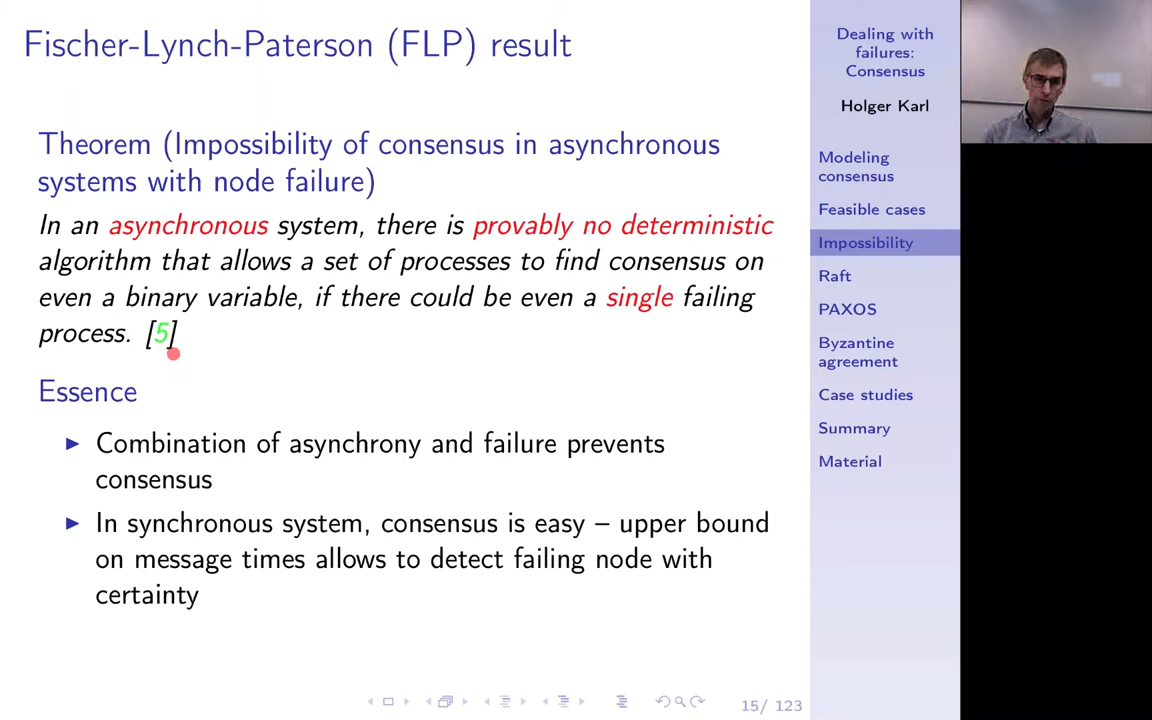 Fischer-Lynch-Paterson (FLP) result
Theorem (Impossibility of consensus in asynchronous
systems with node failure)
In an asynchronous system, there is provably no deterministic
algorithm that allows a set of processes to find consensus on
even a binary variable, if there could be even a single failing
process. [5]
Essence
Combination of asynchrony and failure prevents
consensus
In synchronous system, consensus is easy – upper bound
on message times allows to detect failing node with
certainty
15/ 123
Dealing with
failures:
Consensus
Holger Karl
Modeling
consensus
Feasible cases
Impossibility
Raft
PAXOS
Byzantine
agreement
Case studies
Summary
Material